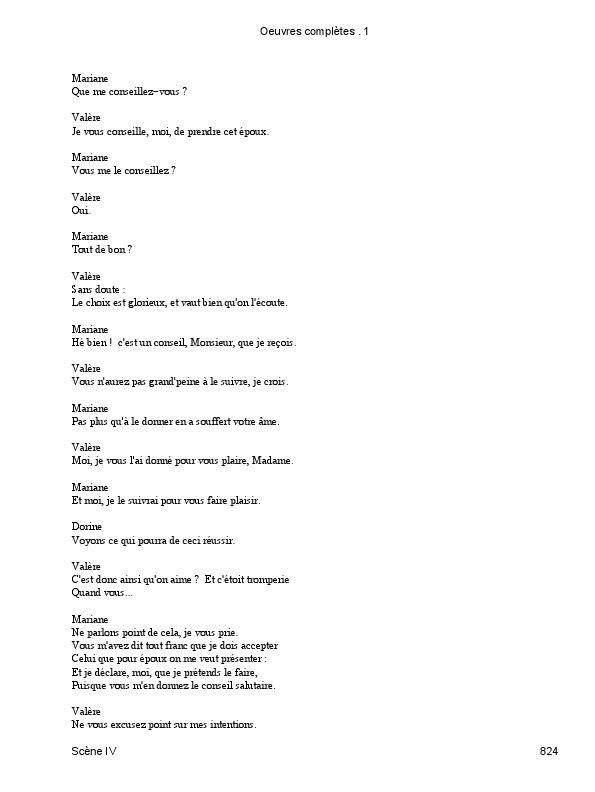 Oeuvres complètes . 1
Mariane
Que me conseillez−vous ?
Valère
Je vous conseille, moi, de prendre cet époux.
Mariane
Vous me le conseillez ?
Valère
Oui.
Mariane
Tout de bon ?
Valère
Sans doute :
Le choix est glorieux, et vaut bien qu'on l'écoute.
Mariane
Hé bien !  c'est un conseil, Monsieur, que je reçois.
Valère
Vous n'aurez pas grand'peine à le suivre, je crois.
Mariane
Pas plus qu'à le donner en a souffert votre âme.
Valère
Moi, je vous l'ai donné pour vous plaire, Madame.
Mariane
Et moi, je le suivrai pour vous faire plaisir.
Dorine
Voyons ce qui pourra de ceci réussir.
Valère
C'est donc ainsi qu'on aime ?  Et c'étoit tromperie
Quand vous...
Mariane
Ne parlons point de cela, je vous prie.
Vous m'avez dit tout franc que je dois accepter
Celui que pour époux on me veut présenter :
Et je déclare, moi, que je prétends le faire,
Puisque vous m'en donnez le conseil salutaire.
Valère
Ne vous excusez point sur mes intentions.
Scène IV
824